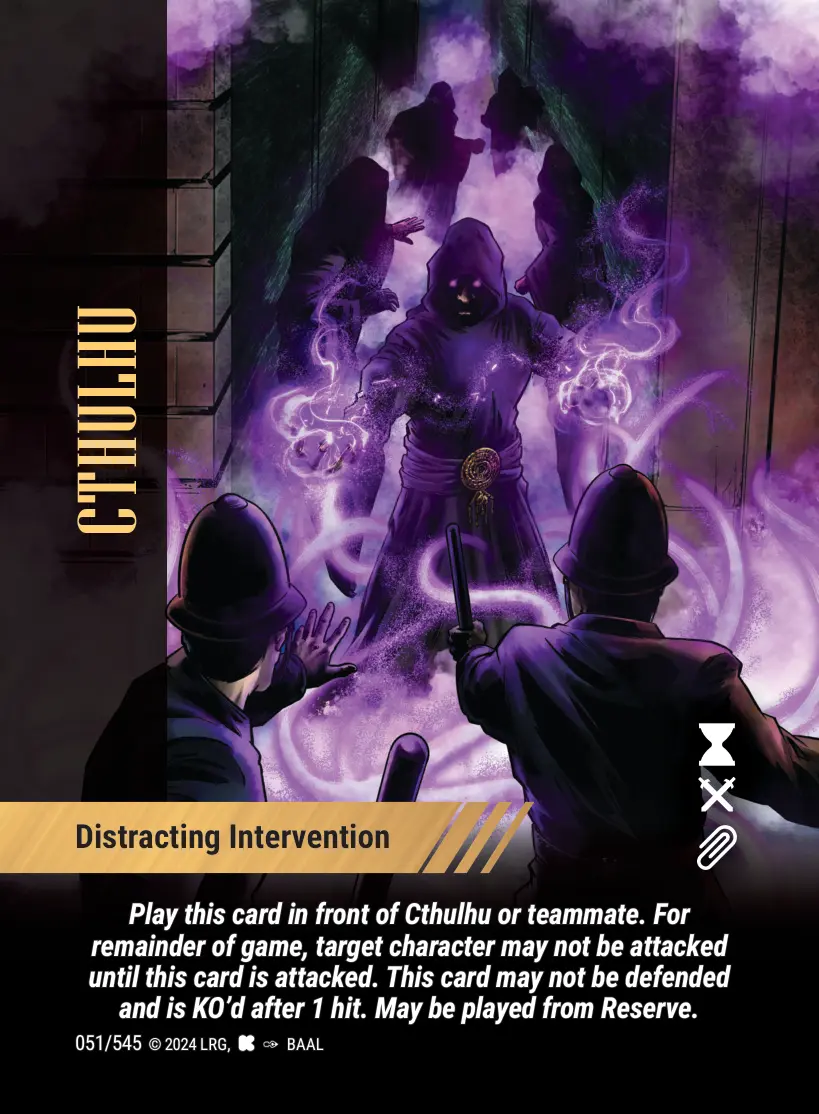 CTHULHU
Distracting Intervention
Play this card in front of Cthulhu or teammate. For
remainder of game, target character may not be attacked
until this card is attacked. This card may not be defended
and is KO’d after 1 hit. May be played from Reserve.
051/545 © 2024 LRG, BAAL